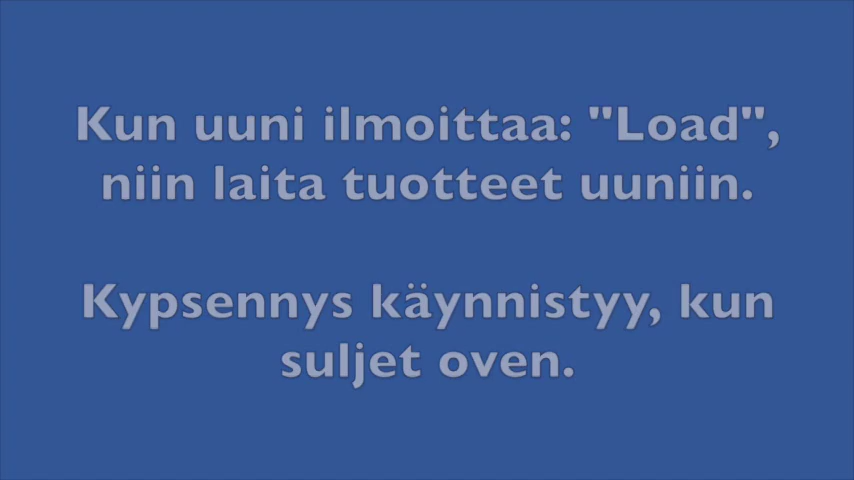 Kun uuni ilmoittaa: "Load",
niin laita tuotteet uuniin.
Kypsennys käynnistyy, kun
suljet oven.